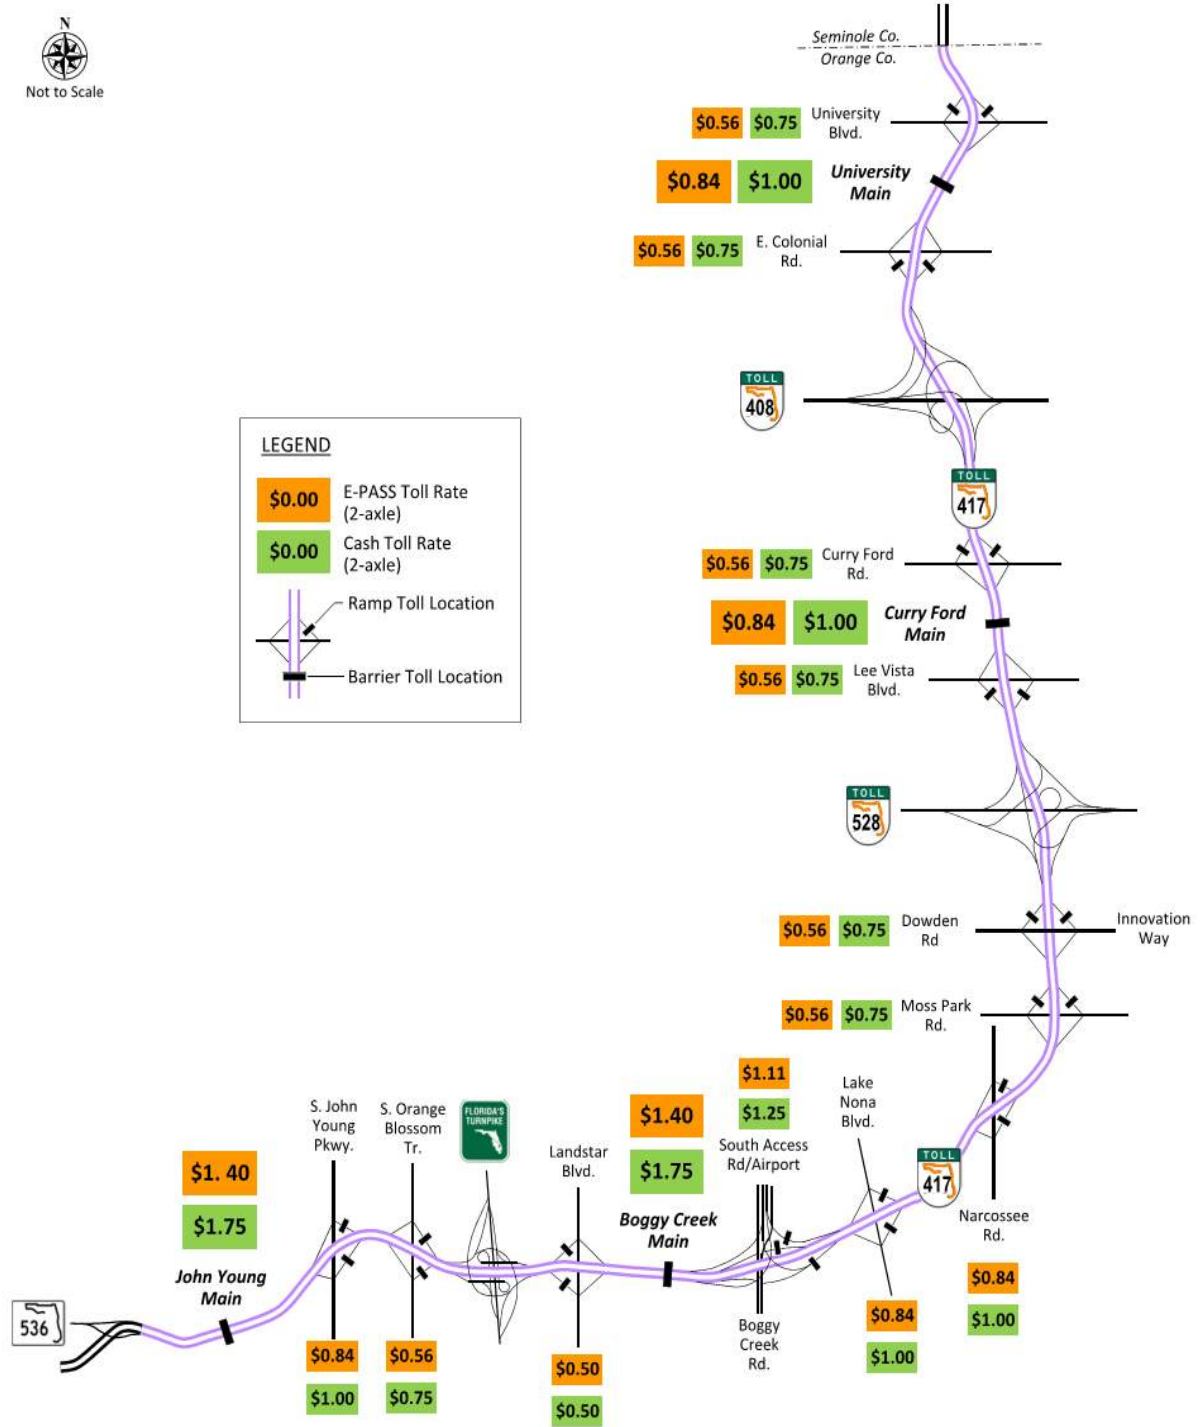 N
Not to Scale
Seminole Co.
Orange Co.
$0.56 $0.75 University
Blvd.
$0.84 $1.00 University
Main
$0.56 $0.75 E. Colonial
Rd.
TOLL
408
LEGEND
$0.00 E-PASS Toll Rate
(2-axle)
$0.00 Cash Toll Rate
(2-axle)
Ramp Toll Location
Barrier Toll Location
TOLL
417
$0.56 $0.75 Curry Ford
Rd.
$0.84 $1.00 Curry Ford
Main
$0.56 $0.75 Lee Vista
Blvd.
TOLL
528
$0.56 $0.75 Dowden
Rd
Innovation
Way
$0.56 $0.75 Moss Park
Rd.
$1.11
$1.25
South Access
Rd/Airport
Lake
Nona
Blvd.
$1.40
$1.75
Boggy Creek
Main
S. John
Young
Pkwy.
S. Orange
Blossom
Tr.
FLORIDA'S
TURNPIKE
Landstar
Blvd.
TOLL
417
$1. 40
$1.75
John Young
Main
Narcossee
Rd.
$0.84
$1.00
536
$0.84
$1.00
$0.56
$0.75
$0.50
$0.50
Boggy
Creek
Rd.
$0.84
$1.00